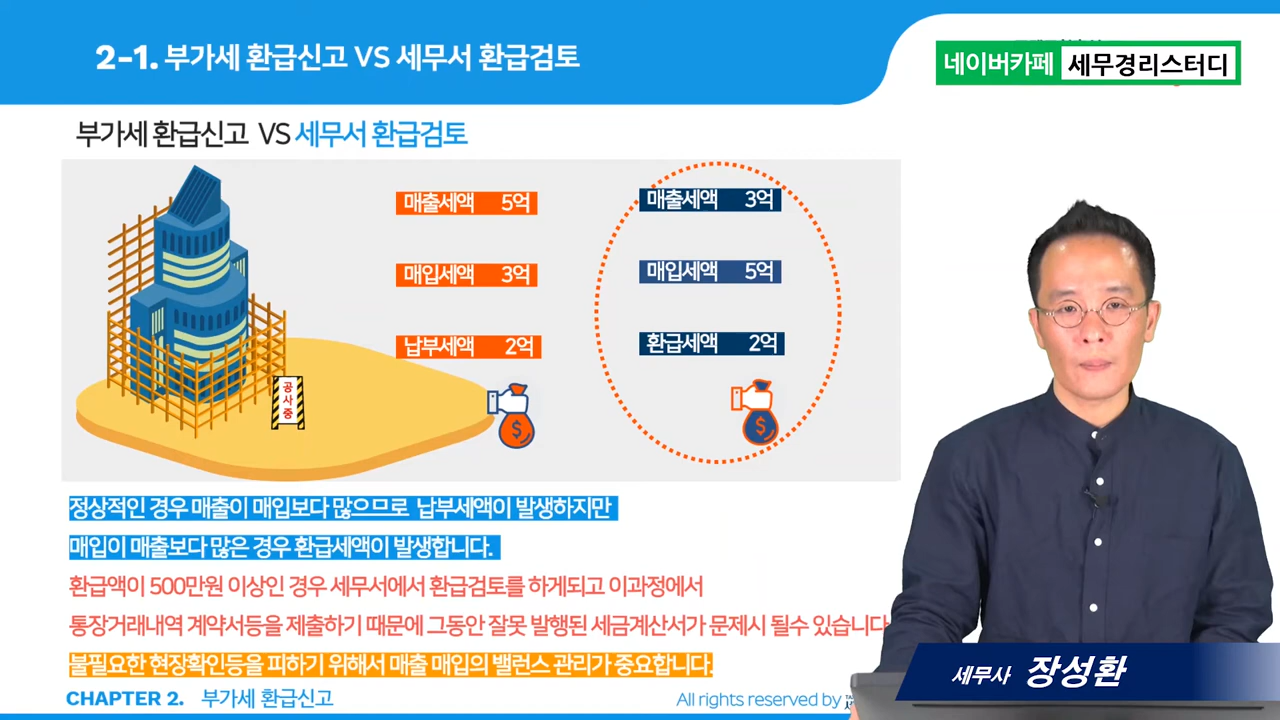 2-1. 부가세 환급신고 VS 세무서 환급검토
네이버카페 세무경리스터디
부가세 환급신고 VS 세무서 환급검토
매출세액 5억
매입세액 3억
납부세액 2억
매출세액 3억
매입세액 5억
환급세액 2억
공사중
정상적인 경우 매출이 매입보다 많으므로 납부세액이 발생하지만
매입이 매출보다 많은 경우 환급세액이 발생합니다.
환급액이 500만원 이상인 경우 세무서에서 환급검토를 하게되고 이과정에서
통장거래내역 계약서등을 제출하기 때문에 그동안 잘못 발행된 세금계산서가 문제시 될수 있습니다
불필요한 현장확인등을 피하기 위해서 매출 매입의 밸런스 관리가 중요합니다.
세무사 장성환
CHAPTER 2. 부가세 환급신고
All rights reserved by